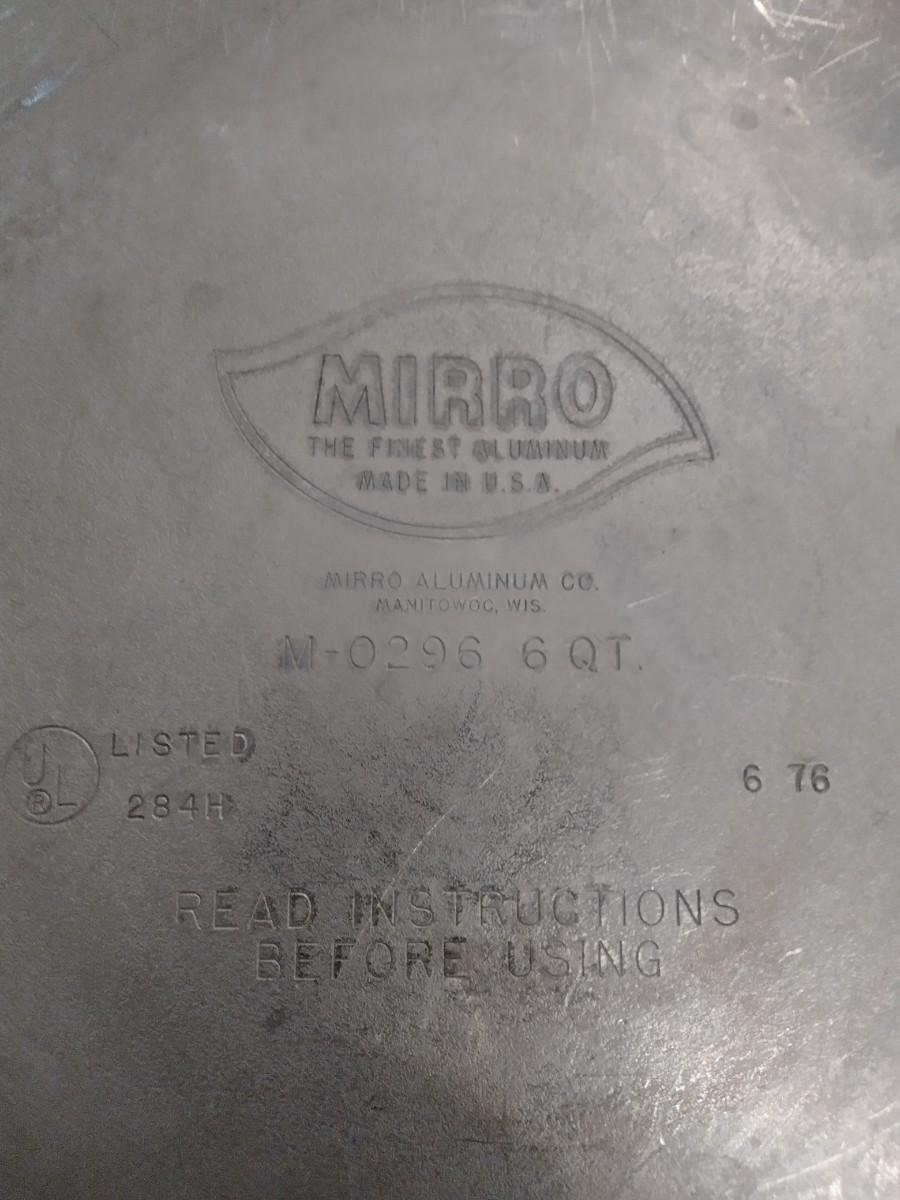 MIRRO
THE FINEST ALUMINUM
MADE IN U.S.A.
MIRRO ALUMINUM CO.
MANITOWOC, WIS.
M-0296 6 QT.
UL ® LISTED
284H
6 76
READ INSTRUCTIONS
BEFORE USING